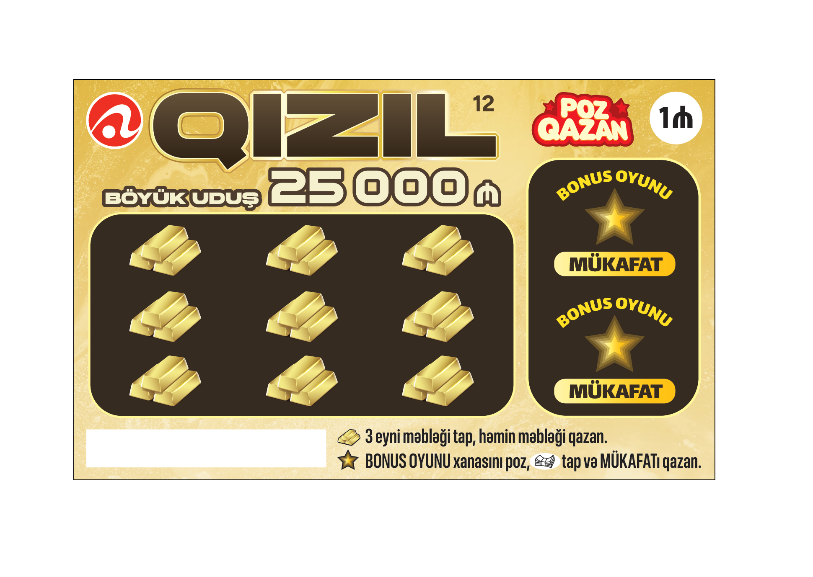 QIZIL
12
POZ
QAZAN
1₼
BÖYÜK UDUŞ 25 000 ₼
BONUS OYUNU
MÜKAFAT
BONUS OYUNU
MÜKAFAT
3 eyni məbləği tap, həmin məbləği qazan.
BONUS OYUNU xanasını poz, tap və MÜKAFATı qazan.